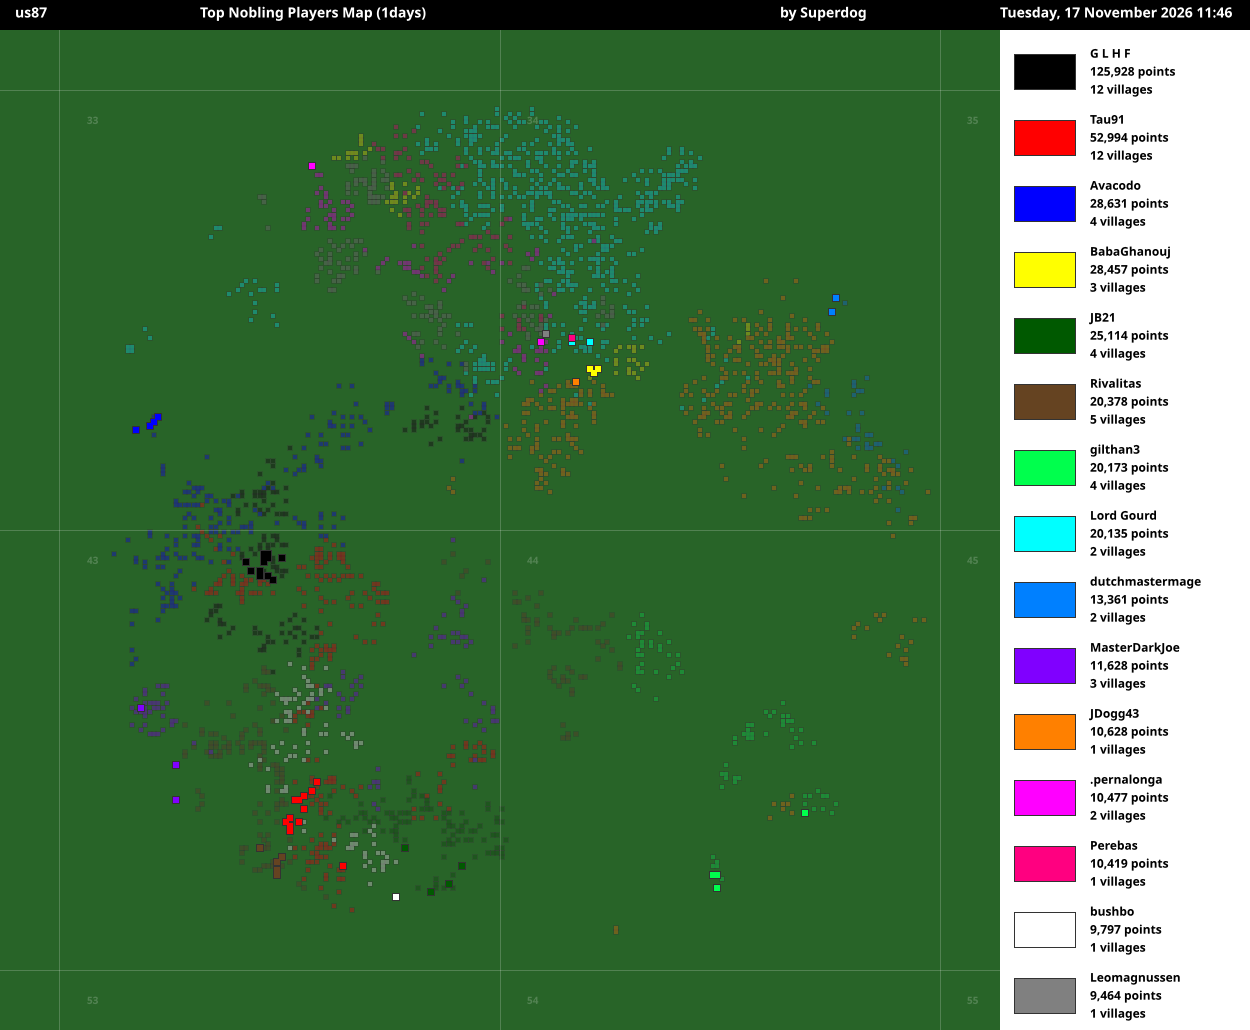 us87 Top Nobling Players Map (1days) by Superdog Tuesday, 17 November 2026 11:46
33 34 35
43 44 45
53 54 55
G L H F
125,928 points
12 villages
Tau91
52,994 points
12 villages
Avacodo
28,631 points
4 villages
BabaGhanouj
28,457 points
3 villages
JB21
25,114 points
4 villages
Rivalitas
20,378 points
5 villages
gilthan3
20,173 points
4 villages
Lord Gourd
20,135 points
2 villages
dutchmastermage
13,361 points
2 villages
MasterDarkJoe
11,628 points
3 villages
JDogg43
10,628 points
1 villages
.pernalonga
10,477 points
2 villages
Perebas
10,419 points
1 villages
bushbo
9,797 points
1 villages
Leomagnussen
9,464 points
1 villages